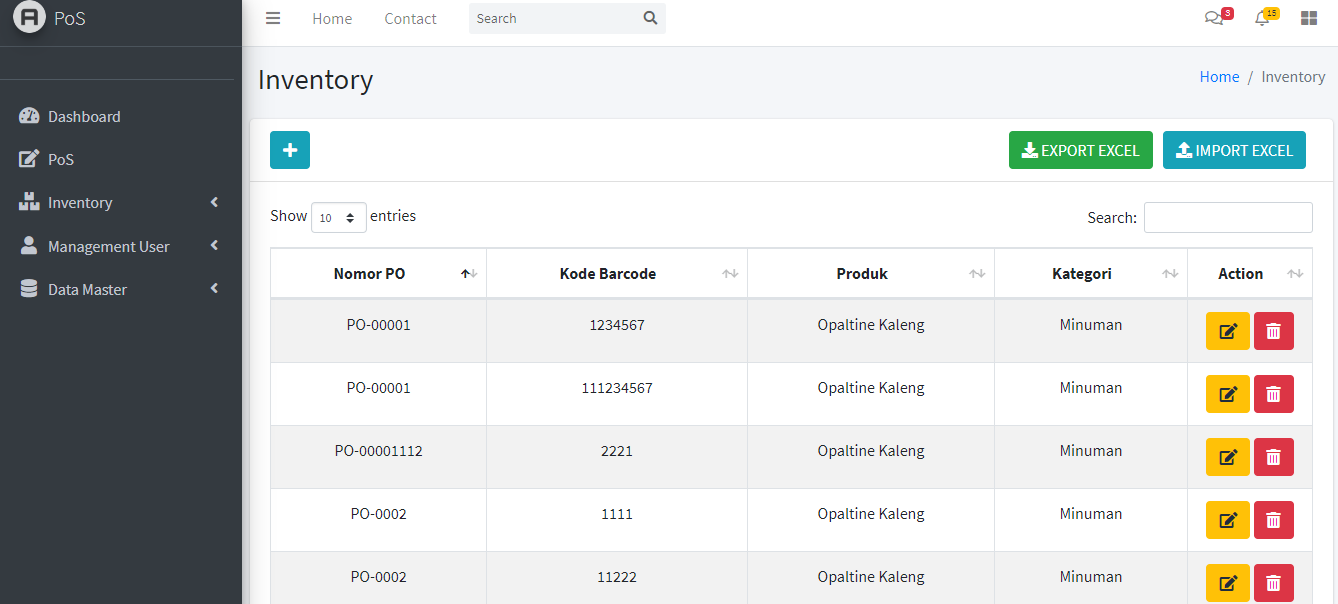 PoS
Home Contact Search 3 15
Inventory Home / Inventory
Dashboard
PoS
Inventory
Management User
Data Master
EXPORT EXCEL IMPORT EXCEL
Show 10 entries Search:
Nomor PO Kode Barcode Produk Kategori Action
PO-00001 1234567 Opaltine Kaleng Minuman
PO-00001 111234567 Opaltine Kaleng Minuman
PO-00001112 2221 Opaltine Kaleng Minuman
PO-0002 1111 Opaltine Kaleng Minuman
PO-0002 11222 Opaltine Kaleng Minuman